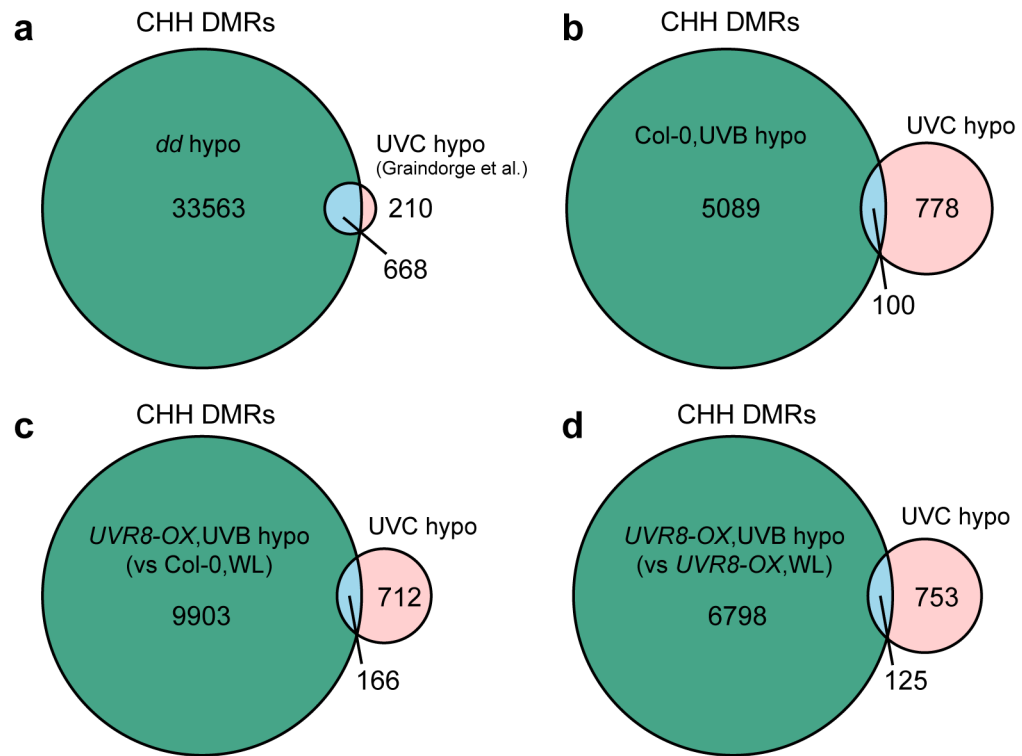 a
CHH DMRs
dd hypo
33563
UVC hypo
(Graindorge et al.)
210
668
b
CHH DMRs
Col-0,UVB hypo
5089
UVC hypo
778
100
c
CHH DMRs
UVR8-OX,UVB hypo
(vs Col-0,WL)
9903
UVC hypo
712
166
d
CHH DMRs
UVR8-OX,UVB hypo
(vs UVR8-OX,WL)
6798
UVC hypo
753
125